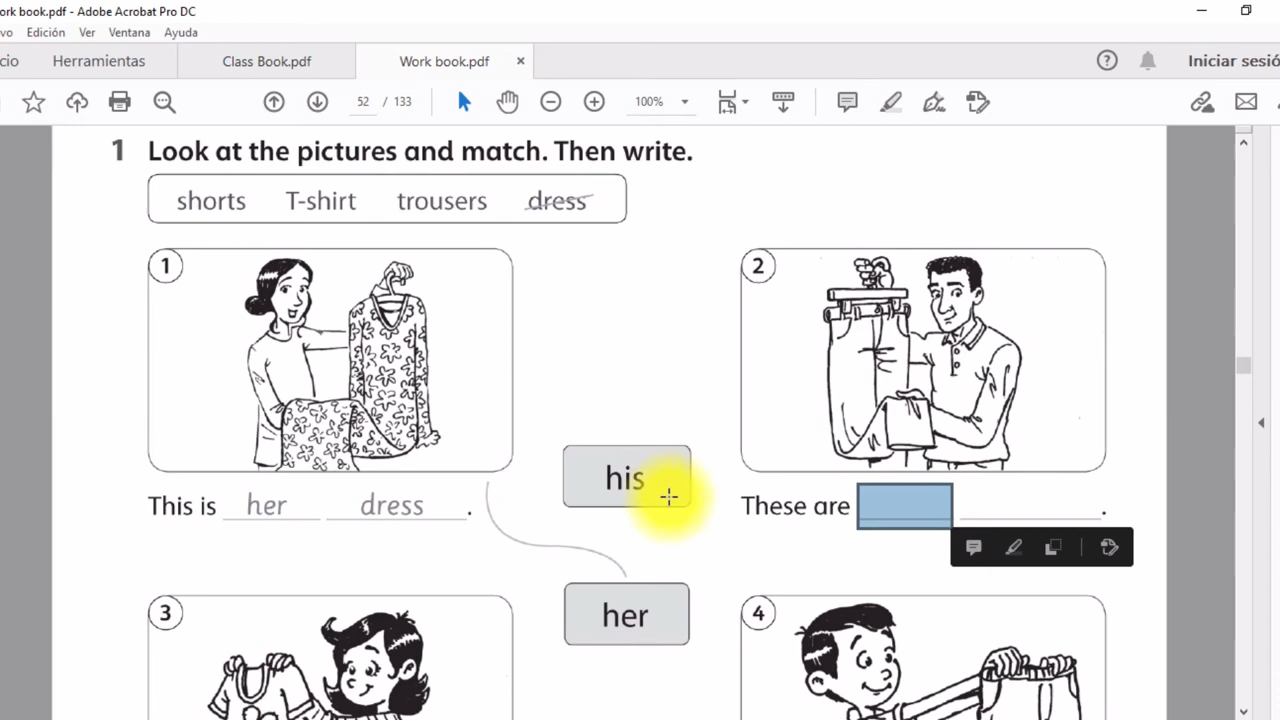 ork book.pdf - Adobe Acrobat Pro DC
vo Edición Ver Ventana Ayuda
cio Herramientas Class Book.pdf Work book.pdf × Iniciar sesió
52 / 133 100%
1 Look at the pictures and match. Then write.
shorts T-shirt trousers dress
1
2
his
This is her dress .
These are .
her
3
4